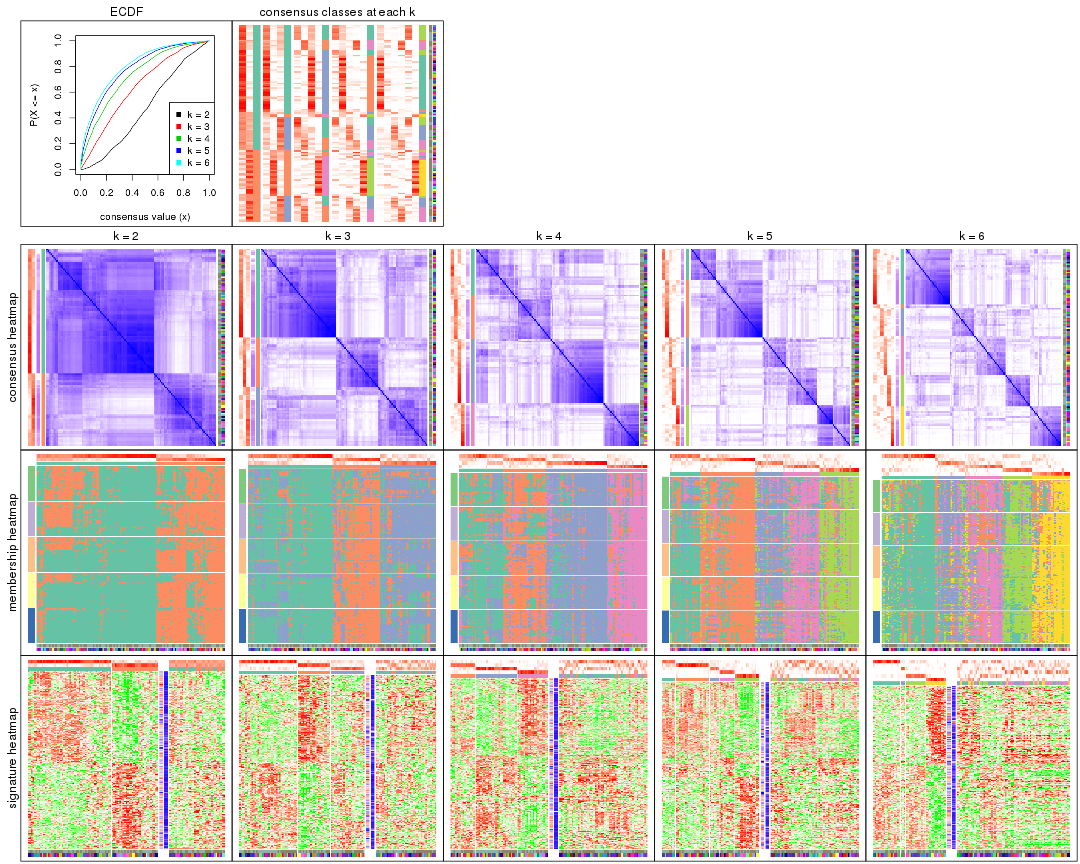 ECDF
consensus classes at each k
P(X <= x)
0.0 0.2 0.4 0.6 0.8 1.0
k = 2
k = 3
k = 4
k = 5
k = 6
0.0 0.2 0.4 0.6 0.8 1.0
consensus value (x)
k = 2
k = 3
k = 4
k = 5
k = 6
consensus heatmap
membership heatmap
signature heatmap